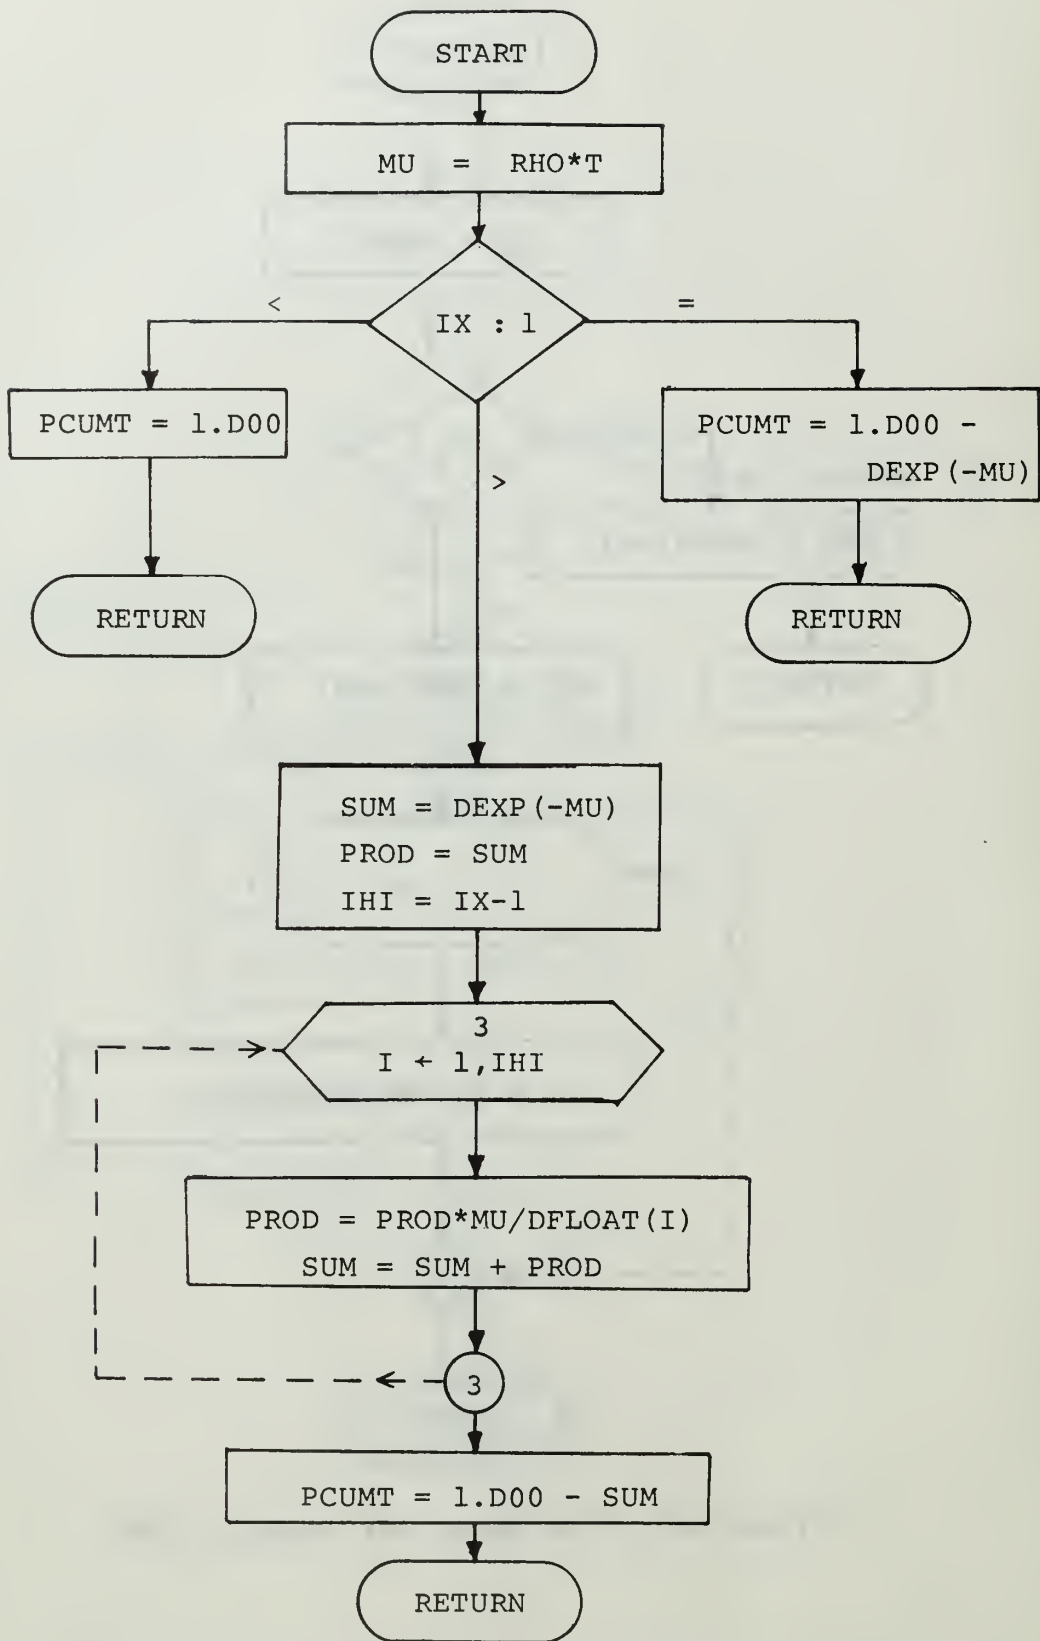 START
MU = RHO*T
<
IX : 1
=
PCUMT = 1.D00
PCUMT = 1.D00 -
DEXP(-MU)
>
RETURN
RETURN
SUM = DEXP(-MU)
PROD = SUM
IHI = IX-1
3
I ← 1,IHI
PROD = PROD*MU/DFLOAT(I)
SUM = SUM + PROD
3
PCUMT = 1.D00 - SUM
RETURN